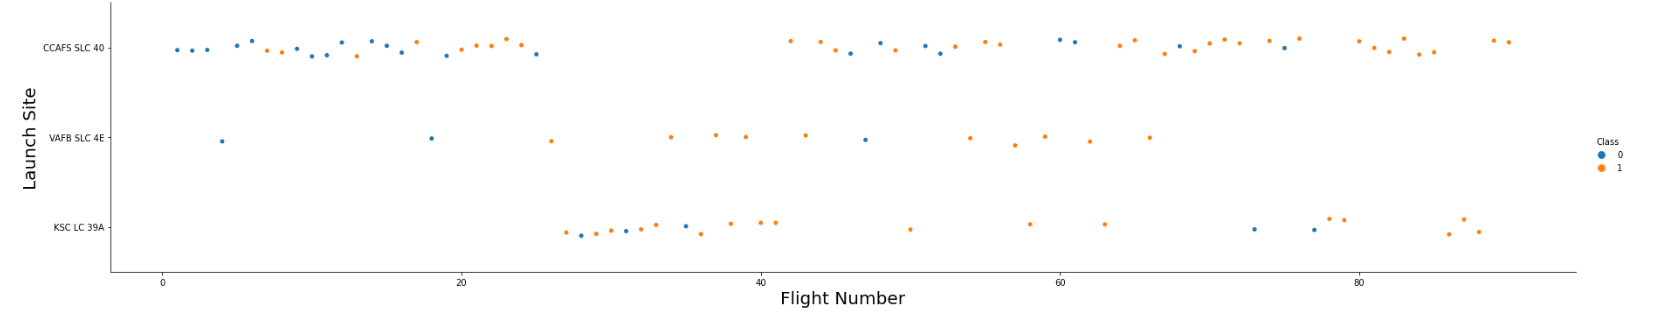 Launch Site
CCAFS SLC 40
VAFB SLC 4E
KSC LC 39A
0
20
40
60
80
Flight Number
Class
0
1